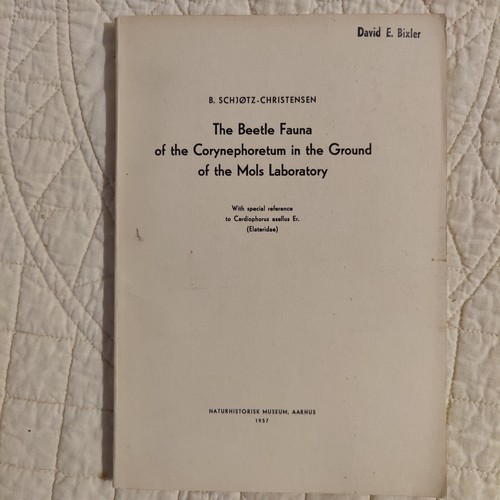 David E. Bixler
B. SCHJØTZ-CHRISTENSEN
The Beetle Fauna
of the Corynephoretum in the Ground
of the Mols Laboratory
With special reference
to Cardiophorus asellus Er.
(Elateridae)
NATURHISTORISK MUSEUM, AARHUS
1957